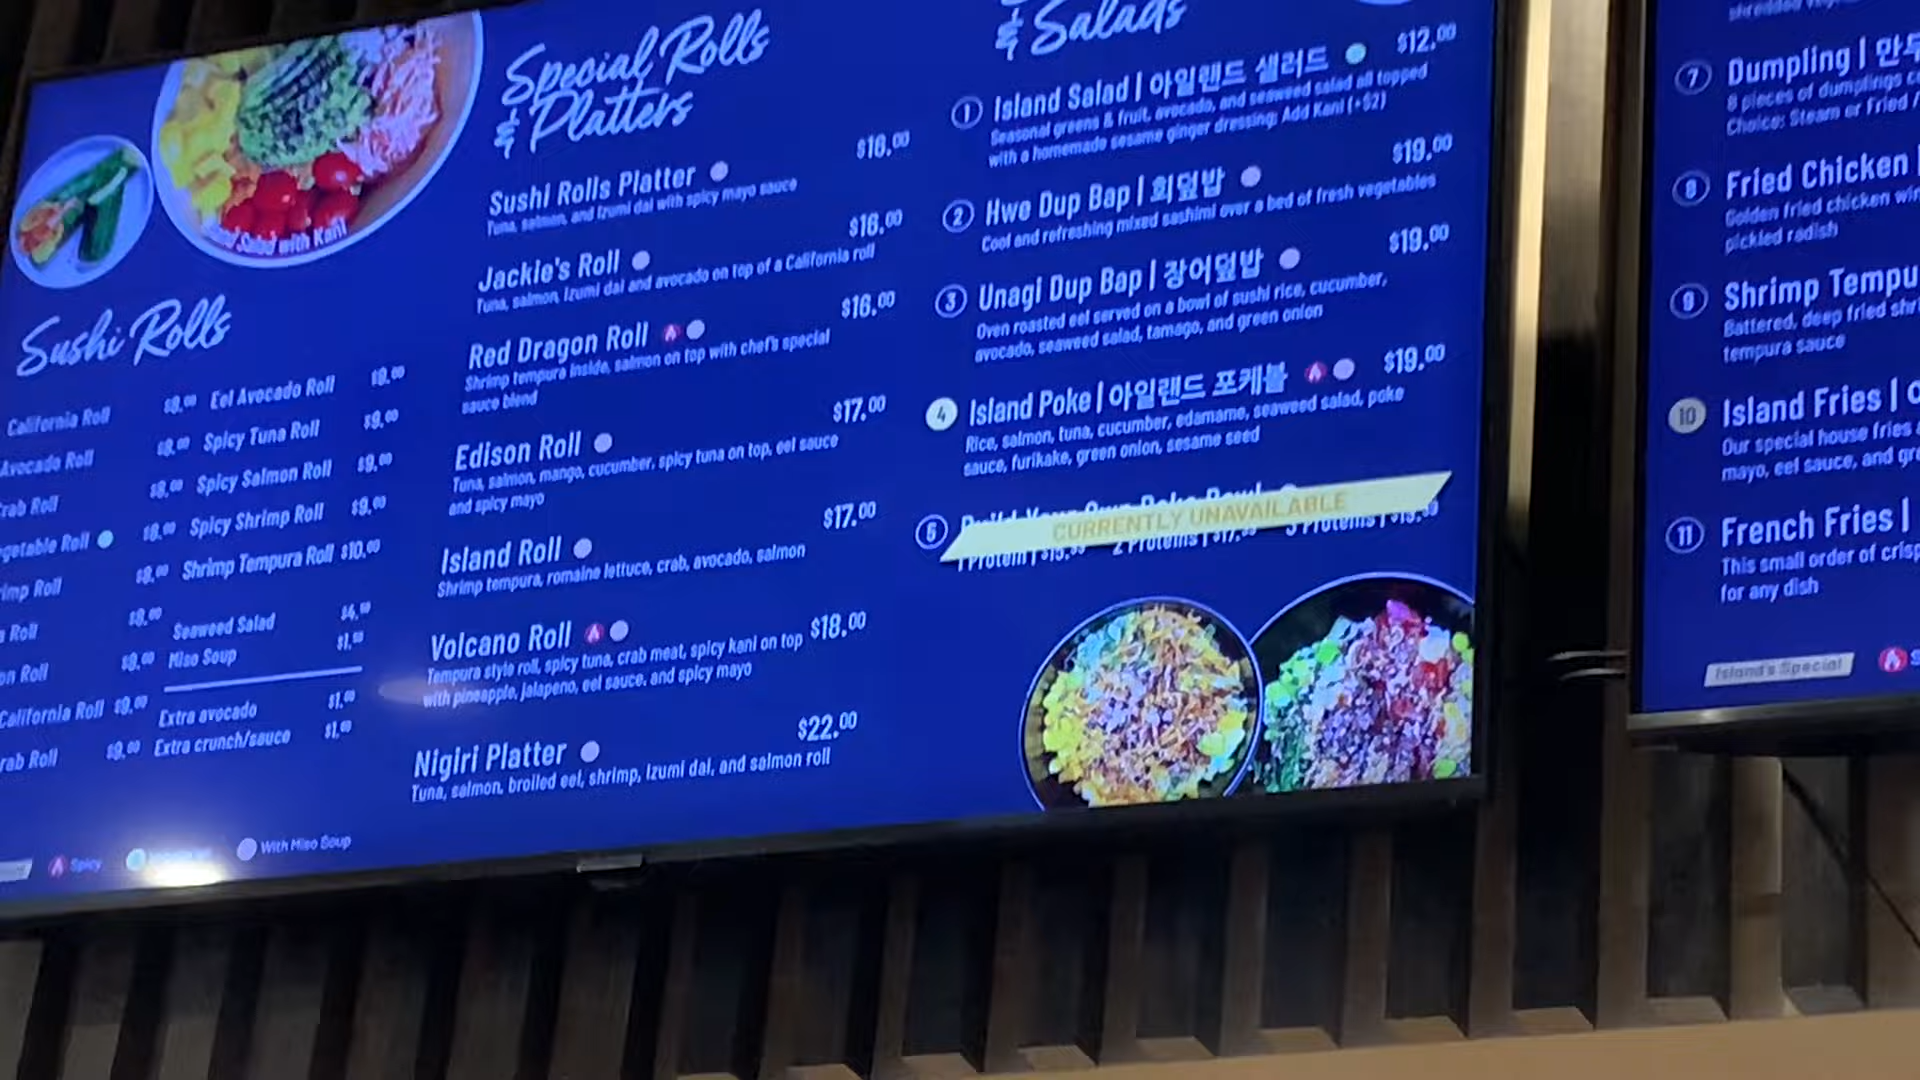 Salad with Kani
Sushi Rolls
California Roll $9.00
Avocado Roll $8.00
Roll $8.00
Roll $8.00
Roll $8.00
Roll $9.00
Roll $9.00
California Roll $9.00
Roll $9.00
Eel Avocado Roll $9.00
Spicy Tuna Roll $9.00
Spicy Salmon Roll $9.00
Spicy Shrimp Roll $9.00
Shrimp Tempura Roll $10.00
Seaweed Salad $4.00
Miso Soup $1.50
Extra avocado $1.00
Extra crunch/sauce $1.00
Spicy
With Miso Soup
Special Rolls
& Platters
Sushi Rolls Platter $16.00
Tuna, salmon, and Izumi dai with spicy mayo sauce
Jackie's Roll $16.00
Tuna, salmon, Izumi dai and avocado on top of a California roll
Red Dragon Roll $16.00
Shrimp tempura inside, salmon on top with chef's special
sauce blend
Edison Roll $17.00
Tuna, salmon, mango, cucumber, spicy tuna on top, eel sauce
and spicy mayo
Island Roll $17.00
Shrimp tempura, romaine lettuce, crab, avocado, salmon
Volcano Roll $18.00
Tempura style roll, spicy tuna, crab meat, spicy kani on top
with pineapple, jalapeno, eel sauce, and spicy mayo
Nigiri Platter $22.00
Tuna, salmon, broiled eel, shrimp, Izumi dai, and salmon roll
& Salads
1 Island Salad | 아일랜드 샐러드 $12.00
Seasonal greens & fruit, avocado, and seaweed salad all topped
with a homemade sesame ginger dressing; Add Kani (+$2)
2 Hwe Dup Bap | 회덮밥 $19.00
Cool and refreshing mixed sashimi over a bed of fresh vegetables
3 Unagi Dup Bap | 장어덮밥 $19.00
Oven roasted eel served on a bowl of sushi rice, cucumber,
avocado, seaweed salad, tamago, and green onion
4 Island Poke | 아일랜드 포케볼 $19.00
Rice, salmon, tuna, cucumber, edamame, seaweed salad, poke
sauce, furikake, green onion, sesame seed
5 Build Your Own Poke Bowl
CURRENTLY UNAVAILABLE
1 Protein | $15.99 2 Proteins | $17.99 3 Proteins | $19.99
7 Dumpling | 만두
8 pieces of dumplings
Choice: Steam or Fried /
8 Fried Chicken |
Golden fried chicken
pickled radish
9 Shrimp
Battered, deep fried
tempura sauce
10 Island Fries |
Our special house fries
mayo, eel sauce, and
11 French Fries |
This small order of
for any dish
Island's Special